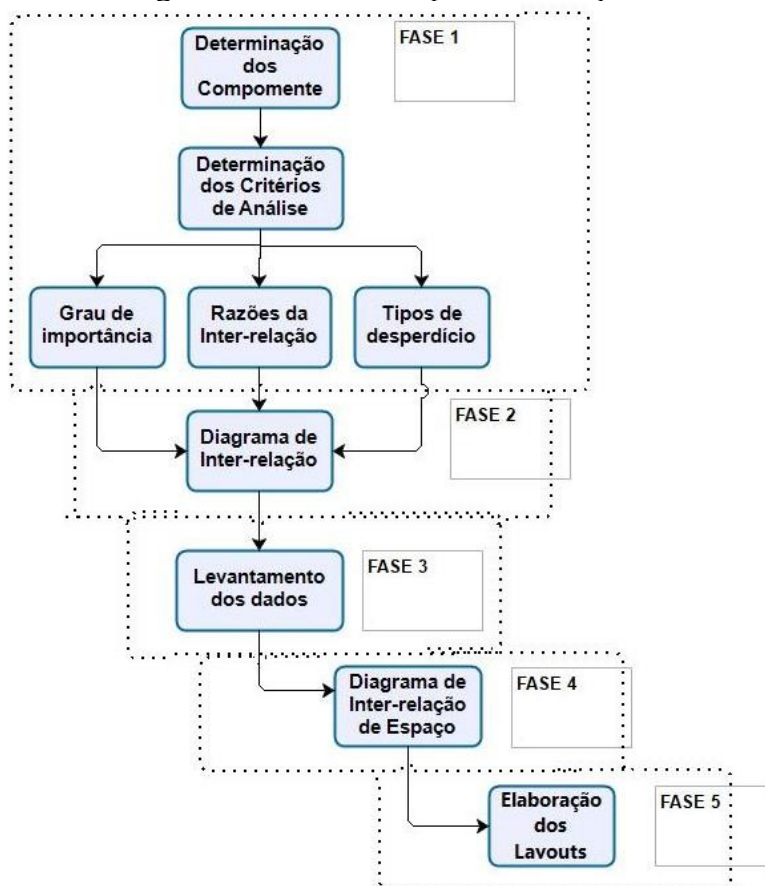 Determinação
dos
Compomente
FASE 1
Determinação
dos Critérios
de Análise
Grau de
importância
Razões da
Inter-relação
Tipos de
desperdício
FASE 2
Diagrama de
Inter-relação
Levantamento
dos dados
FASE 3
Diagrama de
Inter-relação
de Espaço
FASE 4
Elaboração
dos
Lavouts
FASE 5